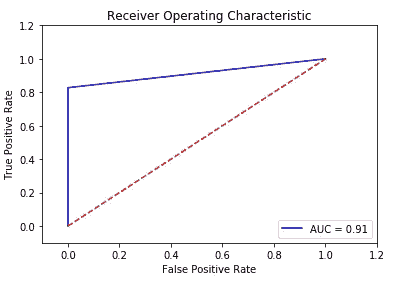 Receiver Operating Characteristic
1.2
1.0
0.8
0.6
0.4
0.2
0.0
True Positive Rate
AUC = 0.91
0.0 0.2 0.4 0.6 0.8 1.0 1.2
False Positive Rate